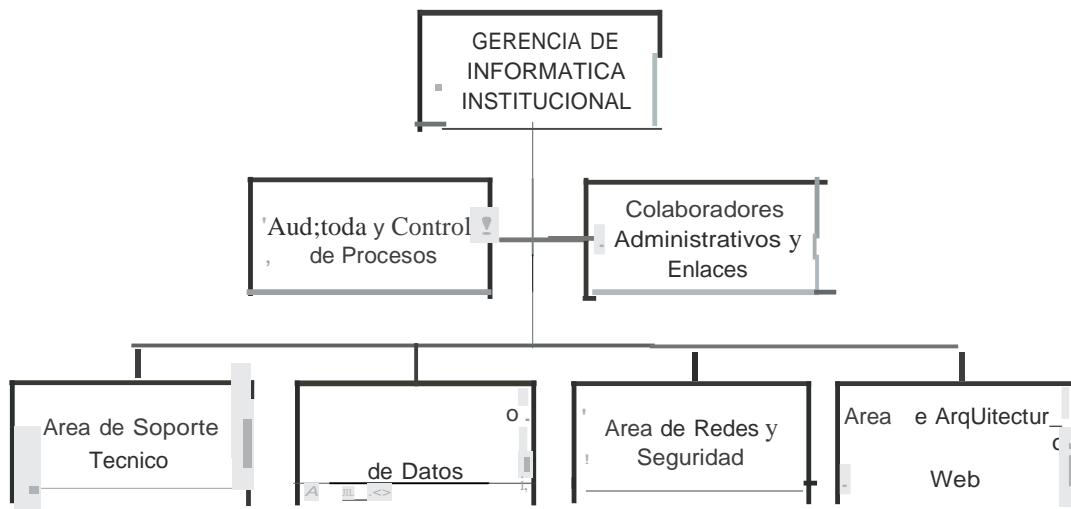 GERENCIA DE
INFORMATICA
INSTITUCIONAL
'Aud;toda y Control
de Procesos
Colaboradores
Administrativos y
Enlaces
Area de Soporte
Tecnico
o
de Datos
Area de Redes y
Seguridad
Area e ArqUitectur_
Web